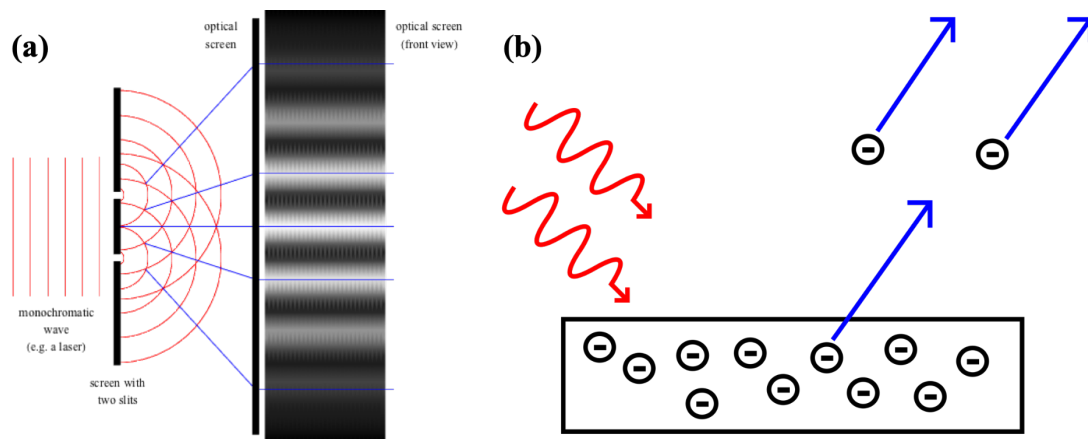 (a)
optical
screen
optical screen
(front view)
monochromatic
wave
(e.g. a laser)
screen with
two slits
(b)